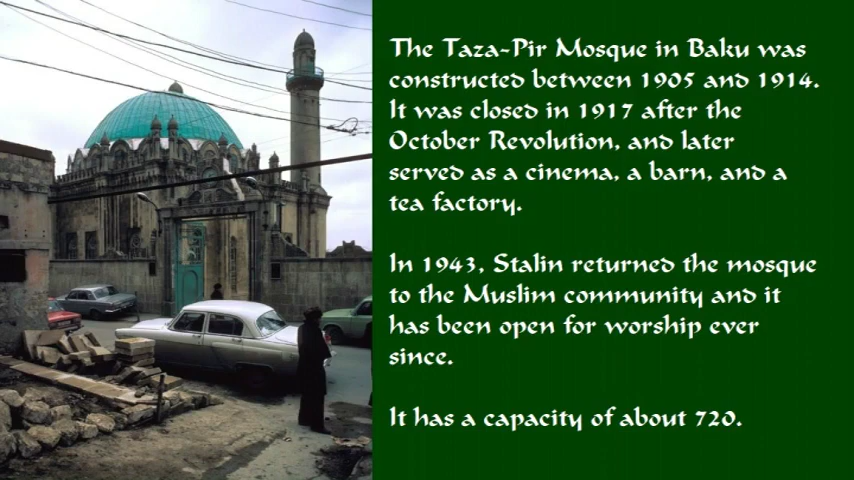 The Taza-Pir Mosque in Baku was
constructed between 1905 and 1914.
It was closed in 1917 after the
October Revolution, and later
served as a cinema, a barn, and a
tea factory.
In 1943, Stalin returned the mosque
to the Muslim community and it
has been open for worship ever
since.
It has a capacity of about 720.